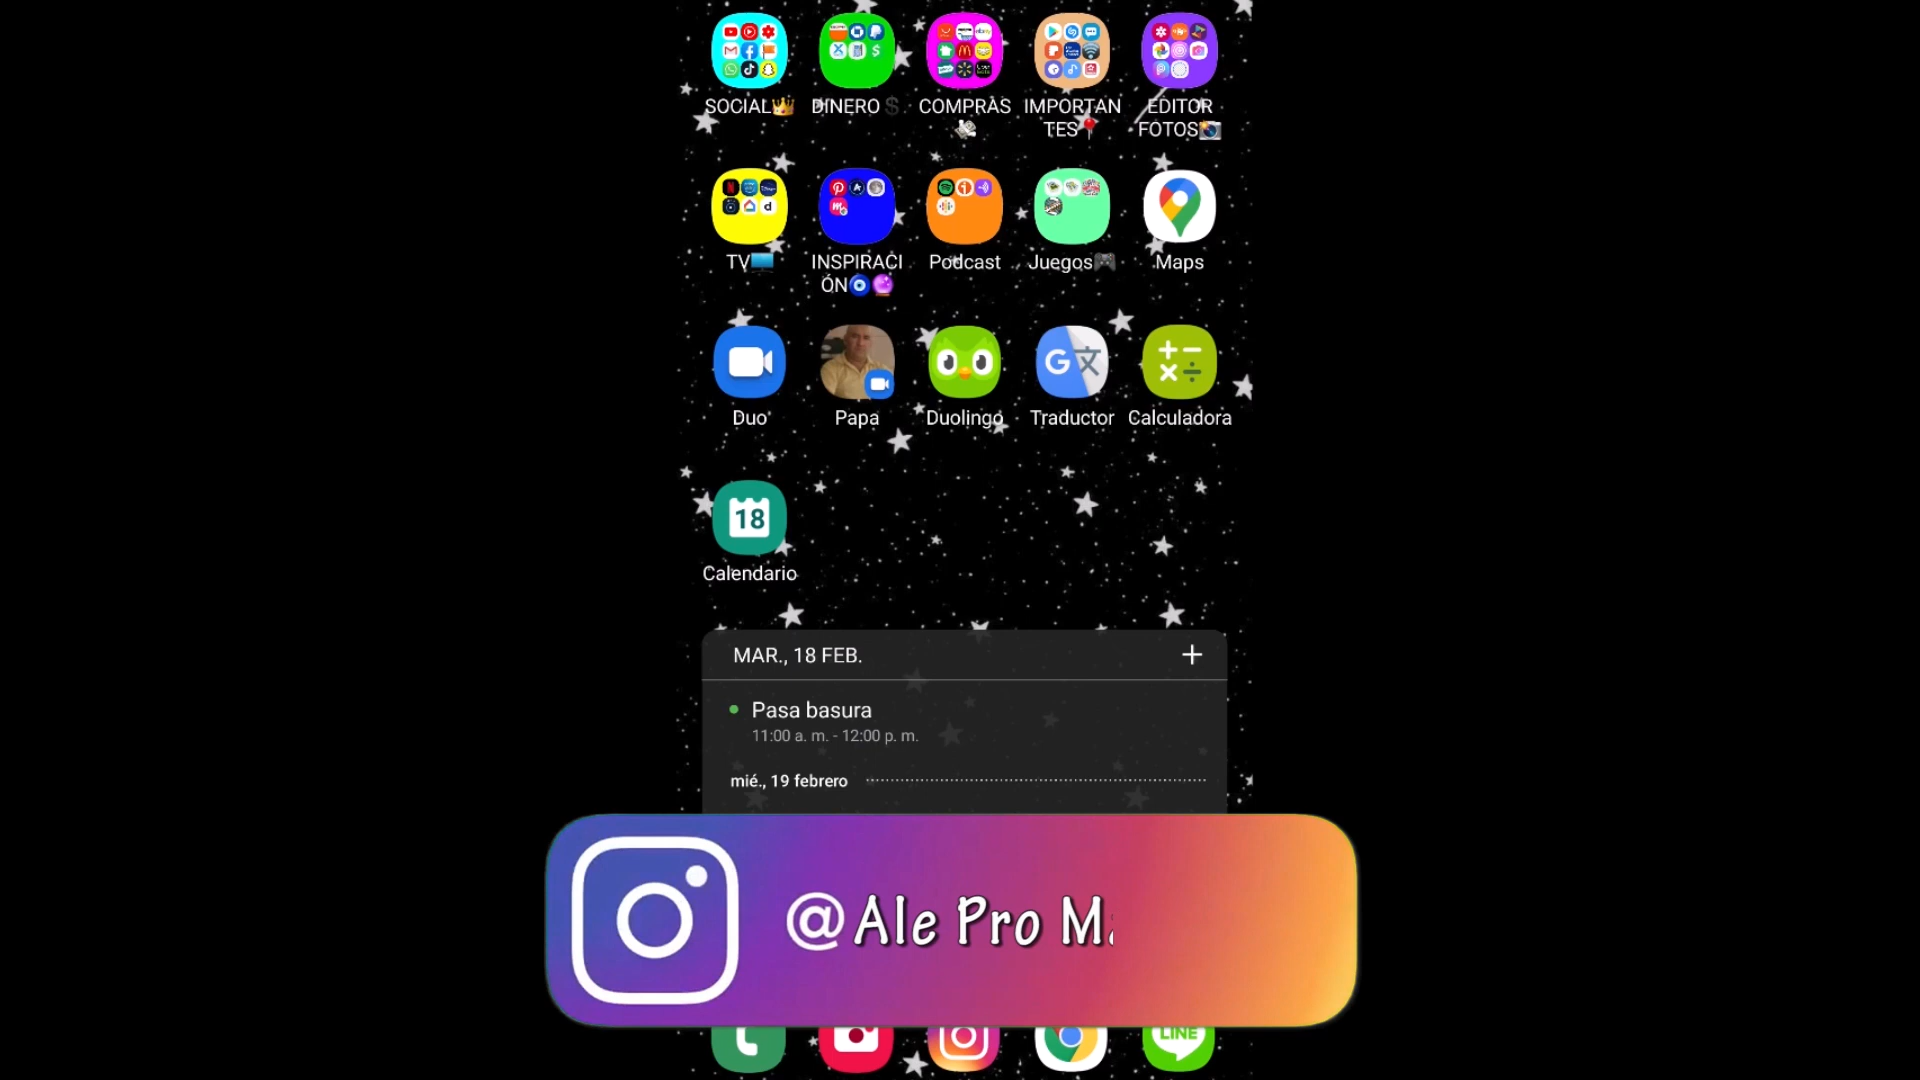 SOCIAL👑 DINERO💲 COMPRAS IMPORTAN EDITOR
💸 TES📍 FOTOS📸
TV🖥️ INSPIRACI Podcast Juegos🎮 Maps
ÓN🧿🔮
Duo Papa Duolingo Traductor Calculadora
18
Calendario
MAR., 18 FEB. +
Pasa basura
11:00 a. m. - 12:00 p. m.
mié., 19 febrero
@Ale Pro M
LINE